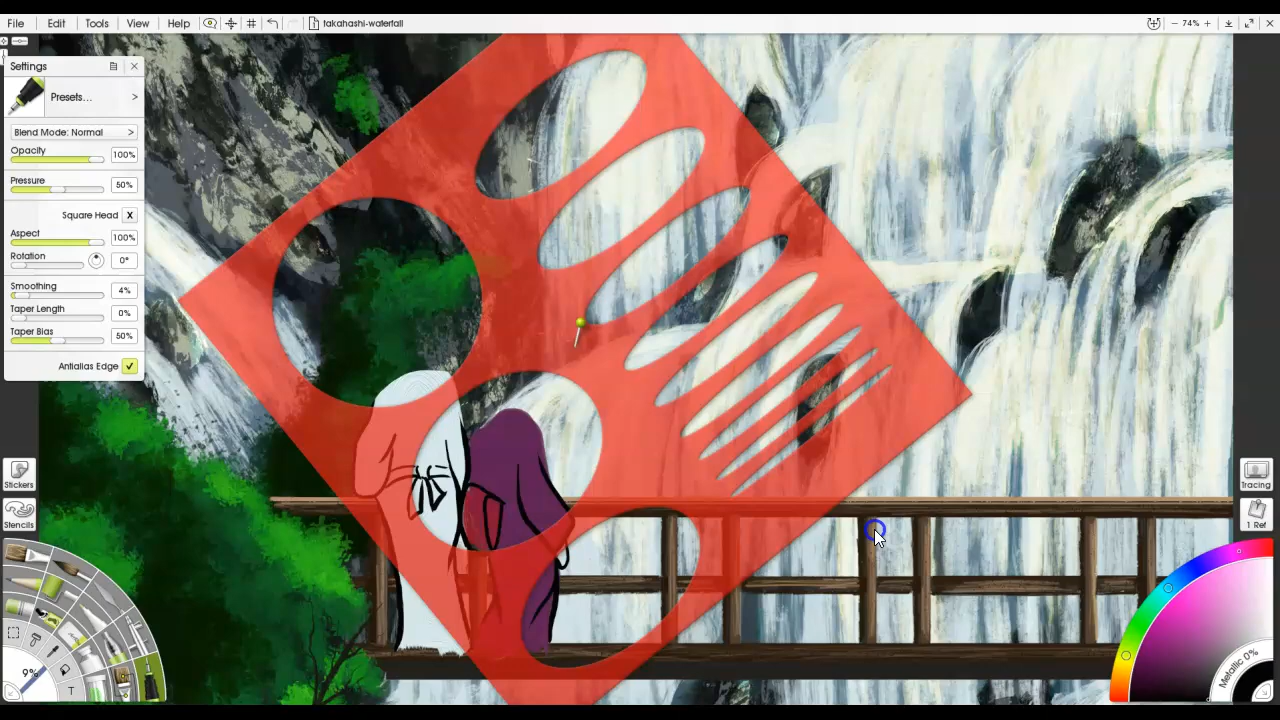 File Edit Tools View Help takahashi-waterfall 74%
Settings
Presets... >
Blend Mode: Normal >
Opacity 100%
Pressure 50%
Square Head X
Aspect 100%
Rotation 0°
Smoothing 4%
Taper Length 0%
Taper Bias 50%
Antialias Edge
Stickers
Stencils
9%
T
Tracing
1 Ref
Metallic 0%